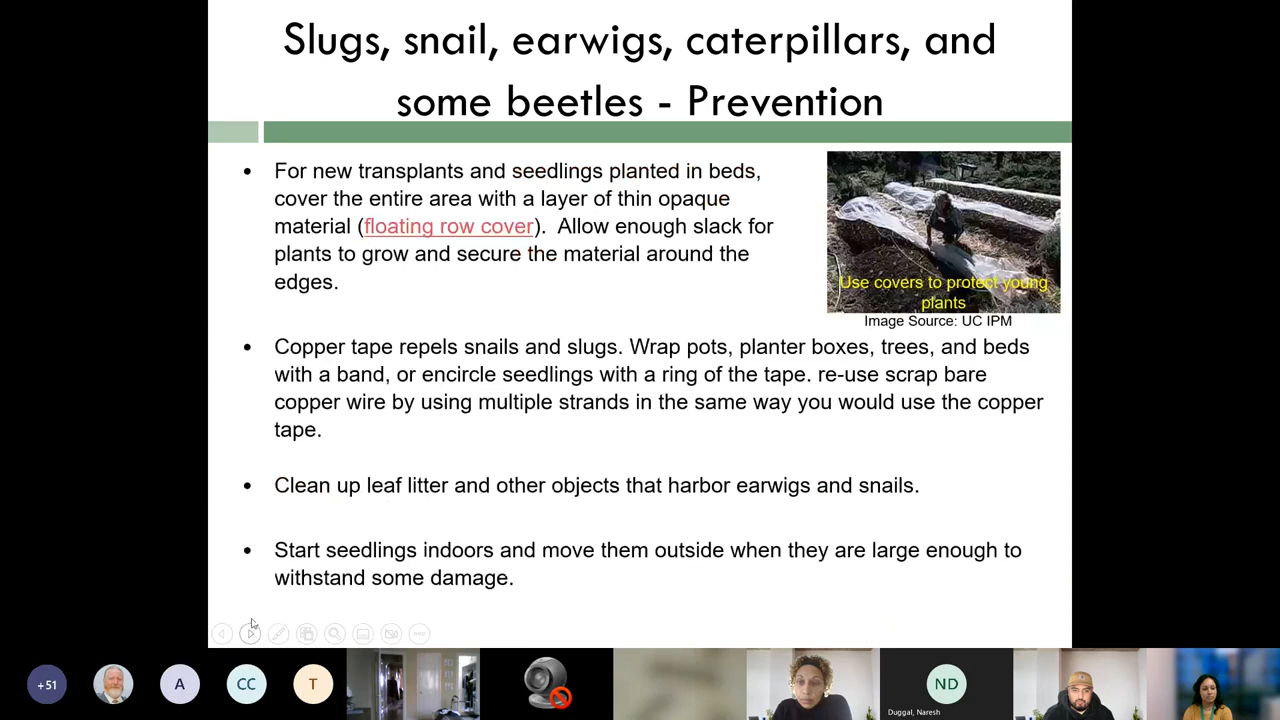 Slugs, snail, earwigs, caterpillars, and
some beetles - Prevention
• For new transplants and seedlings planted in beds,
cover the entire area with a layer of thin opaque
material (floating row cover).  Allow enough slack for
plants to grow and secure the material around the
edges.
Use covers to protect young
plants
Image Source: UC IPM
• Copper tape repels snails and slugs. Wrap pots, planter boxes, trees, and beds
with a band, or encircle seedlings with a ring of the tape. re-use scrap bare
copper wire by using multiple strands in the same way you would use the copper
tape.
• Clean up leaf litter and other objects that harbor earwigs and snails.
• Start seedlings indoors and move them outside when they are large enough to
withstand some damage.
+51
A
CC
T
ND
Duggal, Naresh